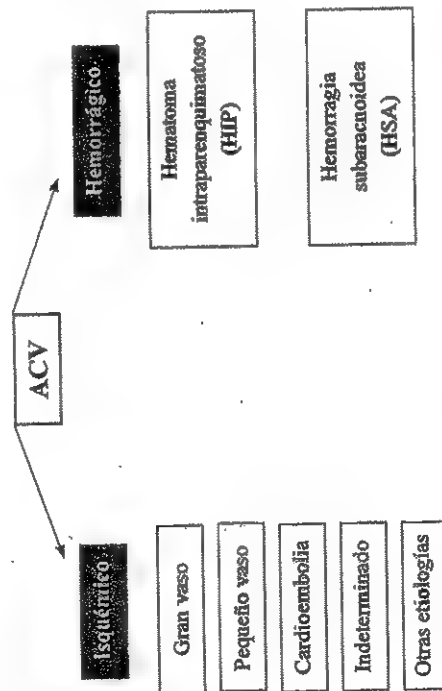 ACV
Isquémico
Gran vaso
Pequeño vaso
Cardioembolia
Indeterminado
Otras etiologías
Hemorrágico
Hematoma
intraparenquimatoso
(HIP)
Hemorragia
subaracnoidea
(HSA)